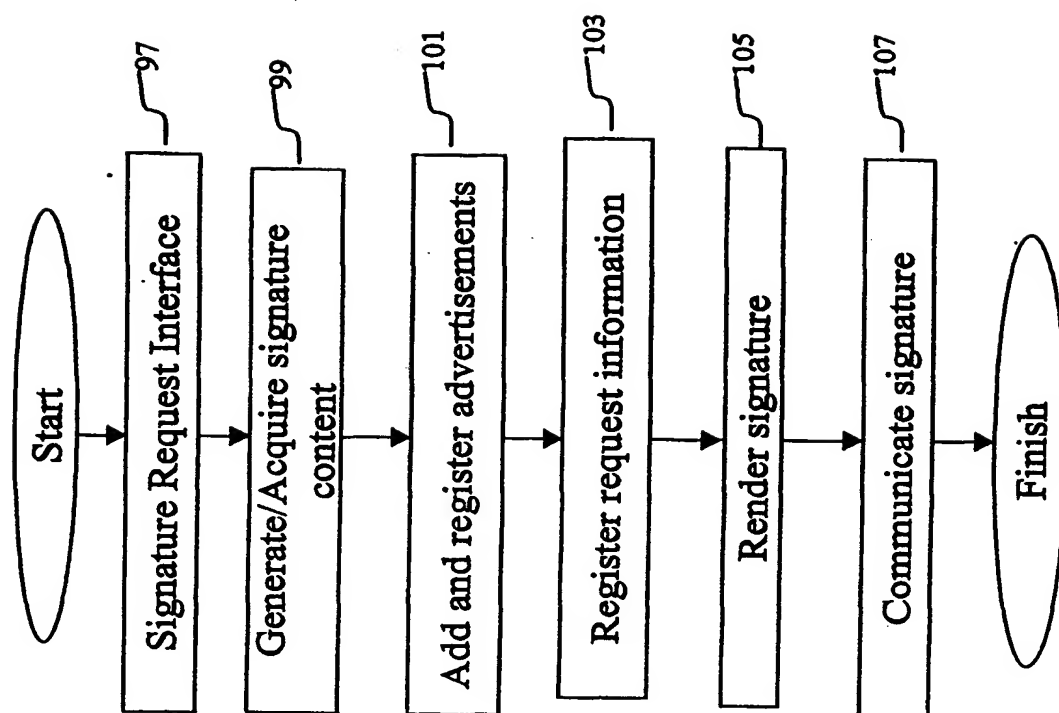 Start
Signature Request Interface
97
Generate/Acquire signature
content
99
Add and register advertisements
101
Register request information
103
Render signature
105
Communicate signature
107
Finish